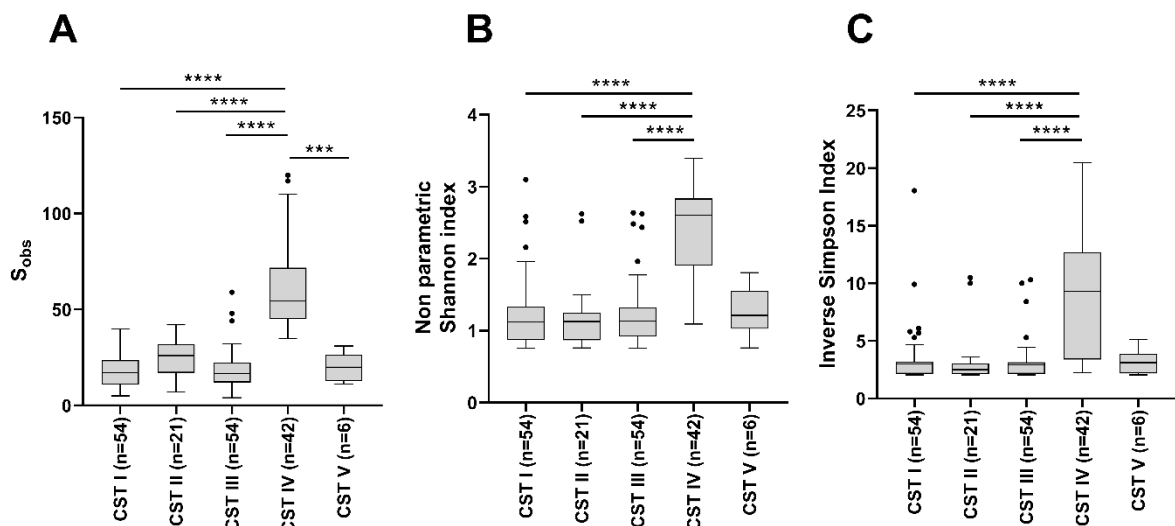 A
****
****
****
***
150
100
50
0
S_obs
CST I (n=54)
CST II (n=21)
CST III (n=54)
CST IV (n=42)
CST V (n=6)
B
****
****
****
4
3
2
1
0
Non parametric
Shannon index
CST I (n=54)
CST II (n=21)
CST III (n=54)
CST IV (n=42)
CST V (n=6)
C
****
****
****
25
20
15
10
5
0
Inverse Simpson Index
CST I (n=54)
CST II (n=21)
CST III (n=54)
CST IV (n=42)
CST V (n=6)